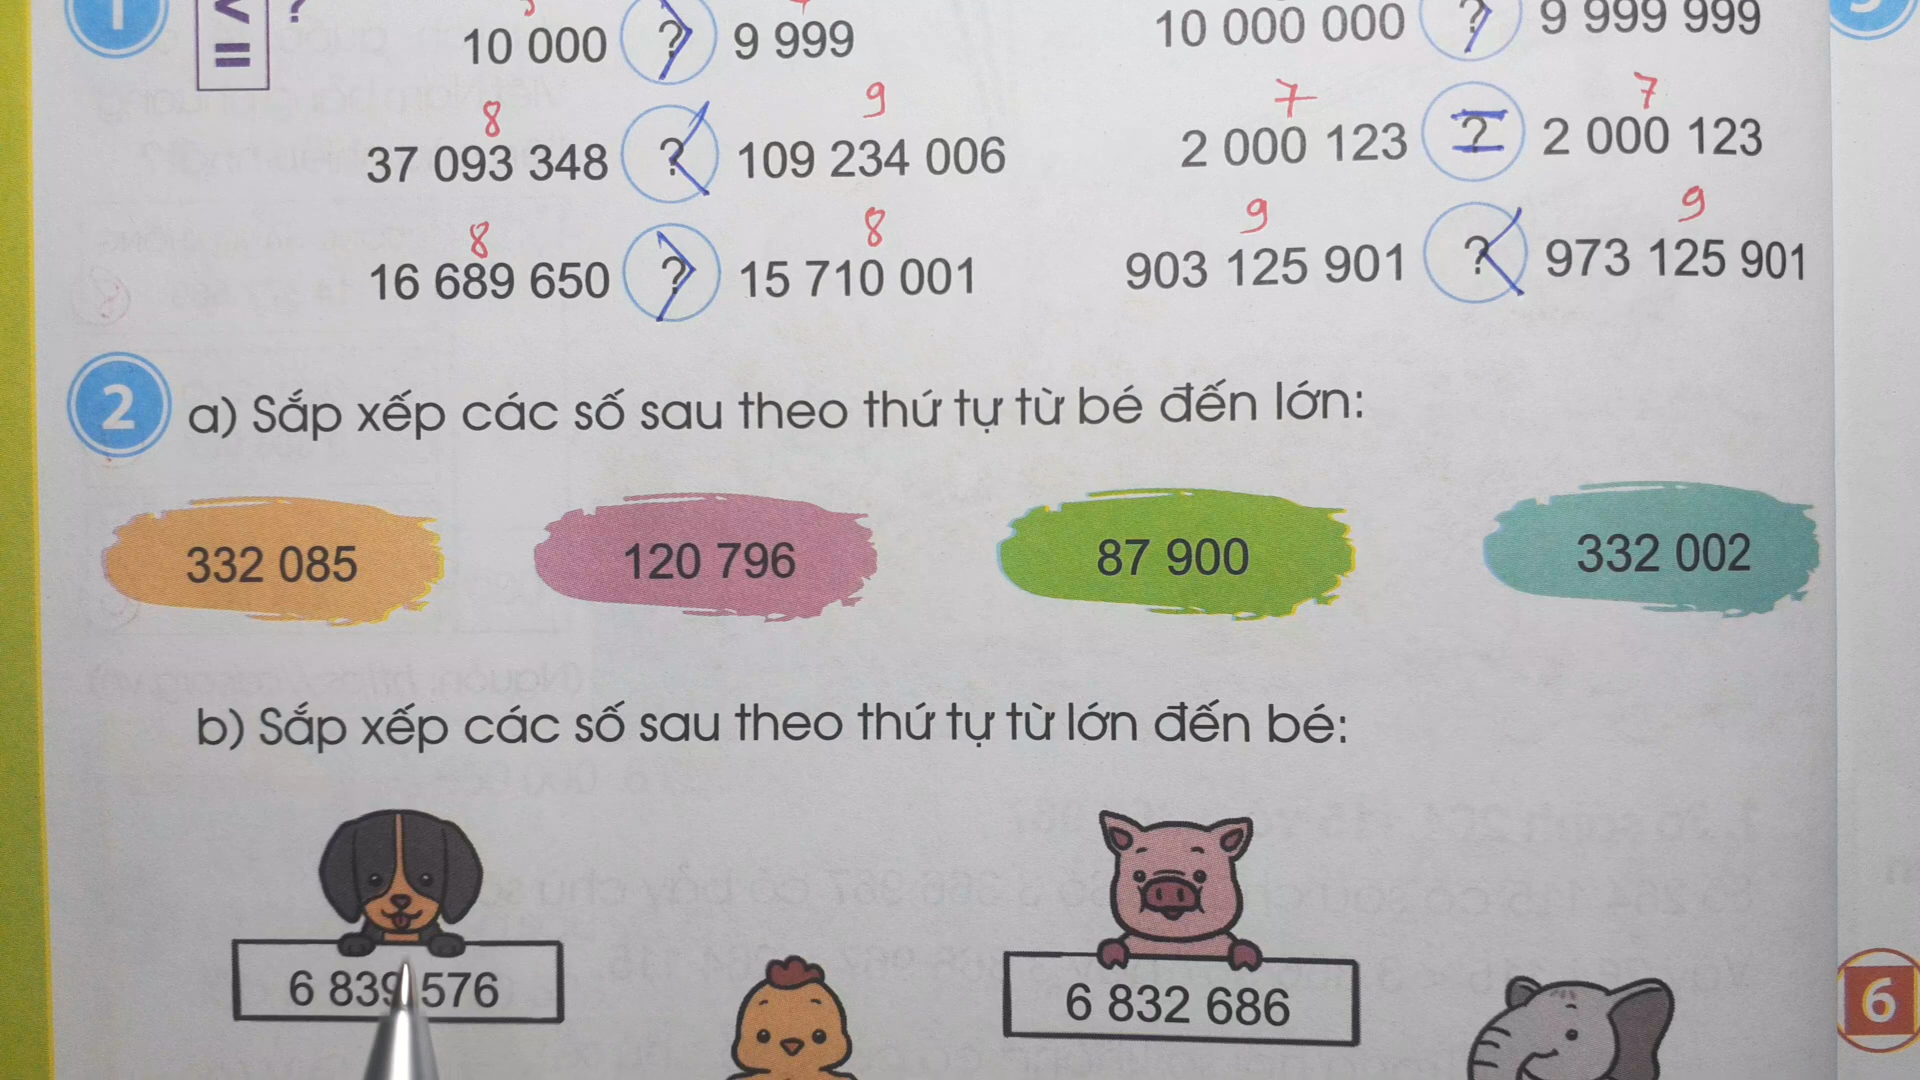 1 < = ?
10 000 ? > 9 999
10 000 000 ? > 9 999 999
8 9
37 093 348 ? < 109 234 006
7 7
2 000 123 ? = 2 000 123
8 8
16 689 650 ? > 15 710 001
9 9
903 125 901 ? < 973 125 901
2 a) Sắp xếp các số sau theo thứ tự từ bé đến lớn:
332 085 120 796 87 900 332 002
b) Sắp xếp các số sau theo thứ tự từ lớn đến bé:
6 839 576
6 832 686
6